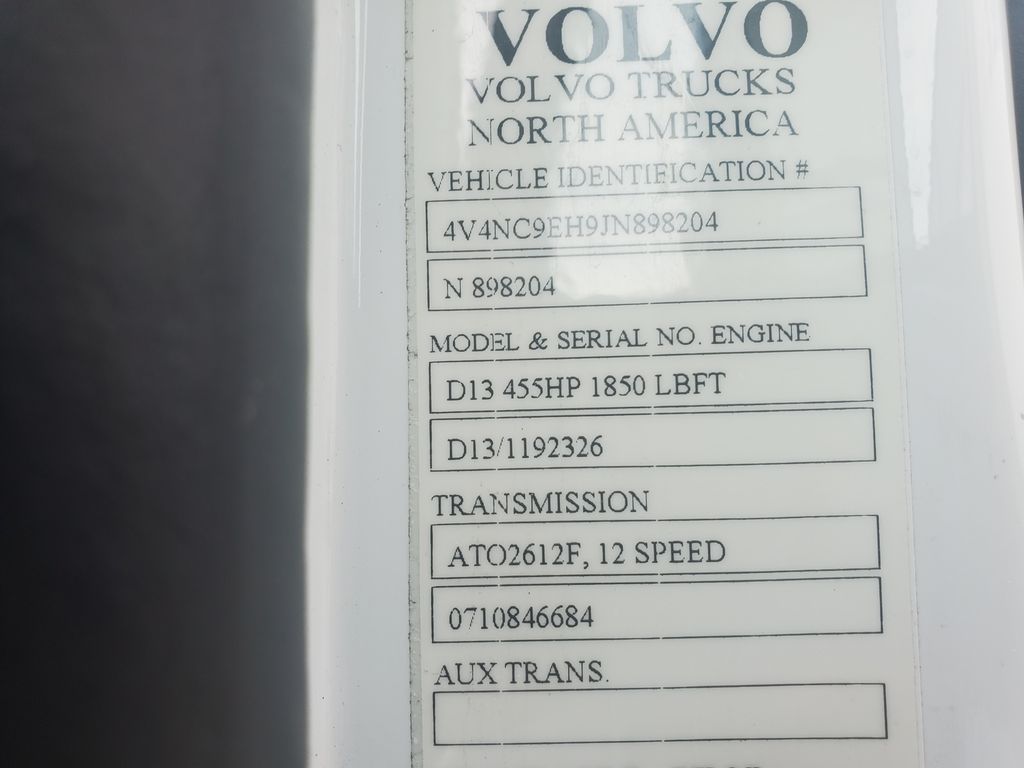 VOLVO
VOLVO TRUCKS
NORTH AMERICA
VEHICLE IDENTIFICATION #
4V4NC9EH9JN898204
N 898204
MODEL & SERIAL NO. ENGINE
D13 455HP 1850 LBFT
D13/1192326
TRANSMISSION
ATO2612F, 12 SPEED
0710846684
AUX TRANS.